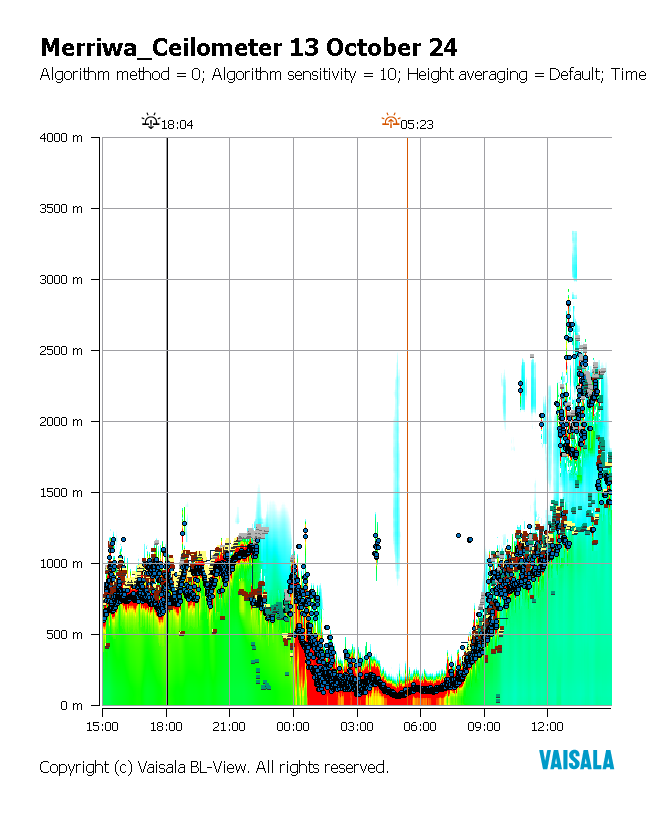 Merriwa_Ceilometer 13 October 24
Algorithm method = 0; Algorithm sensitivity = 10; Height averaging = Default; Time
18:04 05:23
4000 m
3500 m
3000 m
2500 m
2000 m
1500 m
1000 m
500 m
0 m
15:00 18:00 21:00 00:00 03:00 06:00 09:00 12:00
VAISALA
Copyright (c) Vaisala BL-View. All rights reserved.